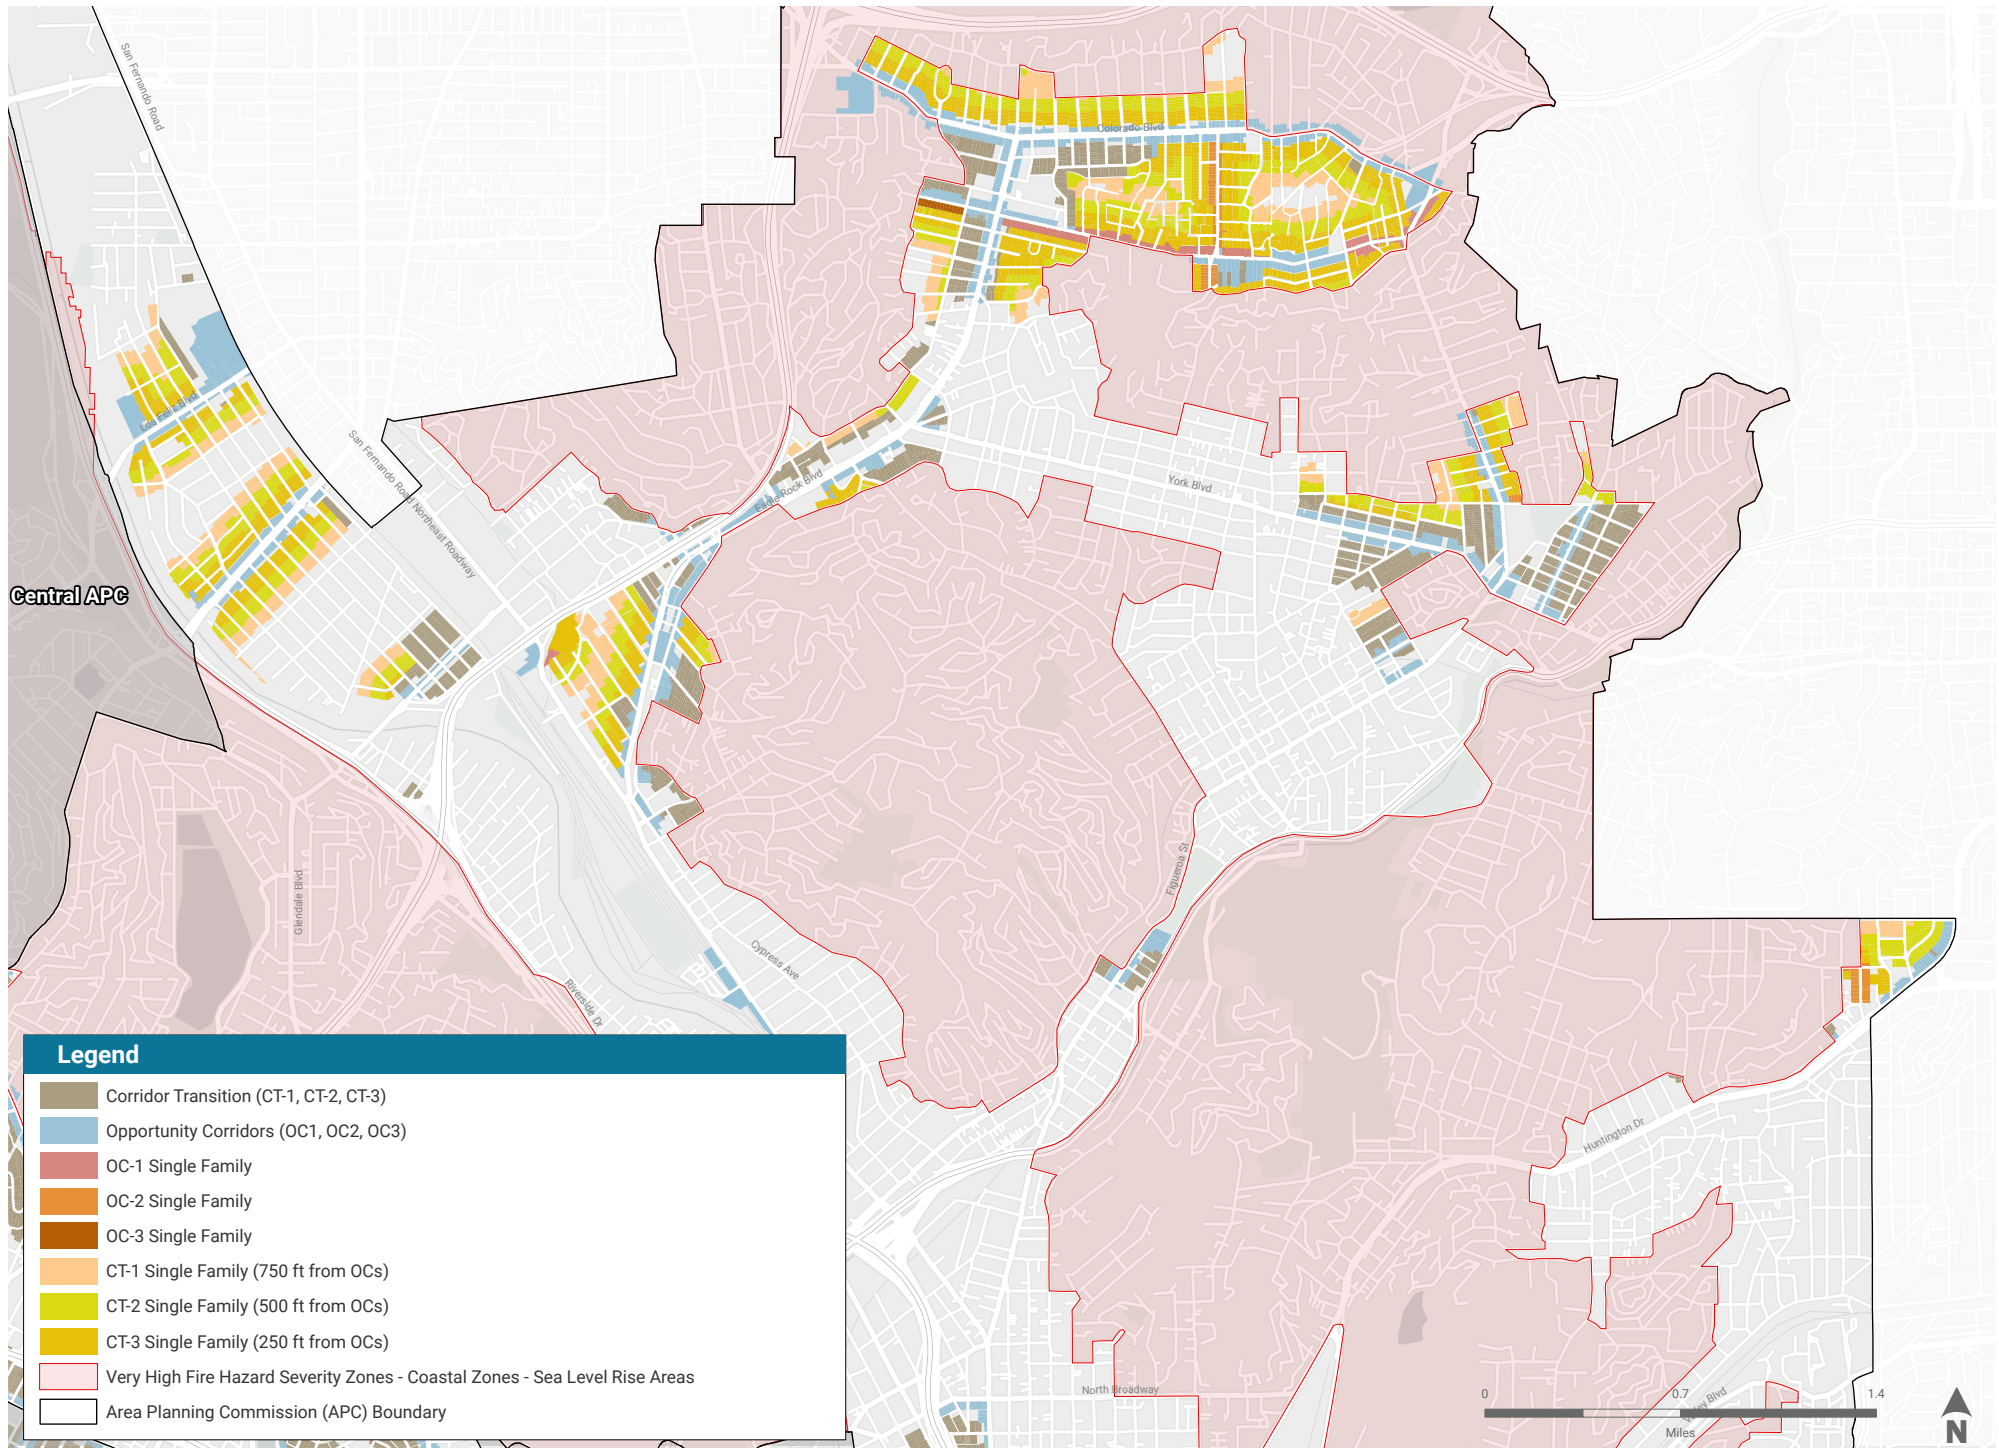 San Fernando Road
Colorado Blvd
Los Feliz Blvd
San Fernando Road Northeast Roadway
Eagle Rock Blvd
York Blvd
Central APC
Glendale Blvd
Figueroa St
Cypress Ave
Riverside Dr
Huntington Dr
North Broadway
Valley Blvd
Legend
Corridor Transition (CT-1, CT-2, CT-3)
Opportunity Corridors (OC1, OC2, OC3)
OC-1 Single Family
OC-2 Single Family
OC-3 Single Family
CT-1 Single Family (750 ft from OCs)
CT-2 Single Family (500 ft from OCs)
CT-3 Single Family (250 ft from OCs)
Very High Fire Hazard Severity Zones - Coastal Zones - Sea Level Rise Areas
Area Planning Commission (APC) Boundary
0 0.7 1.4
Miles
N